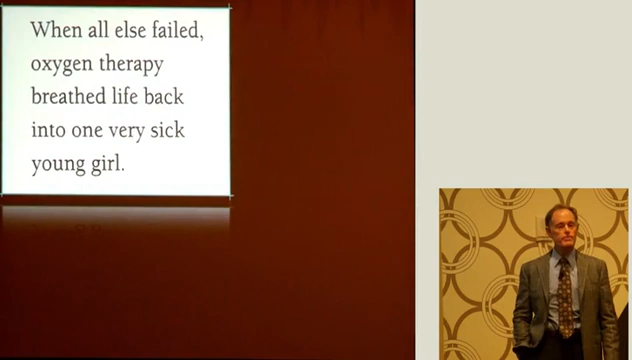 When all else failed,
oxygen therapy
breathed life back
into one very sick
young girl.